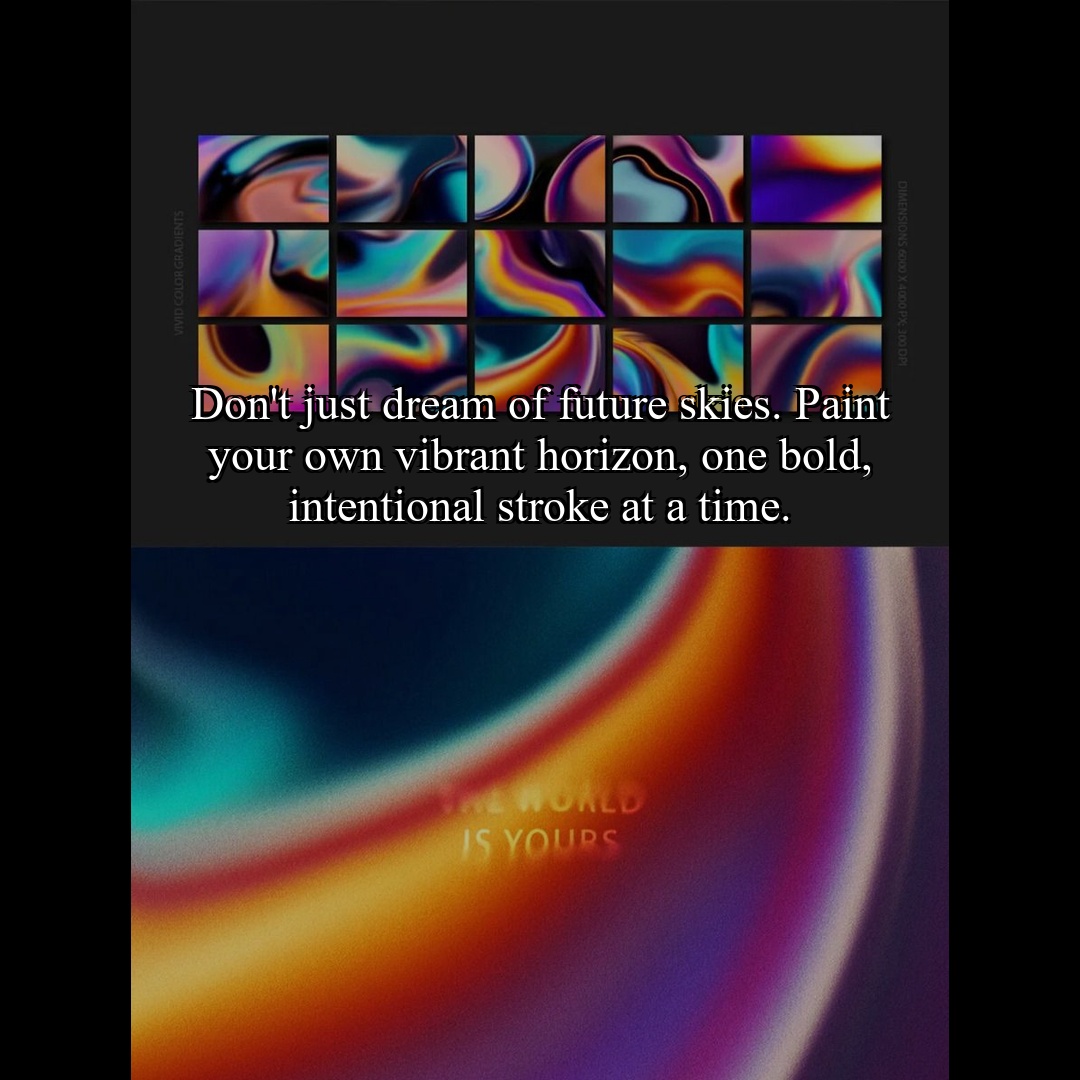 VIVID COLOR GRADIENTS
DIMENSIONS 6000 X 4000 PX, 300 DPI
Don't just dream of future skies. Paint
your own vibrant horizon, one bold,
intentional stroke at a time.
THE WORLD
IS YOURS